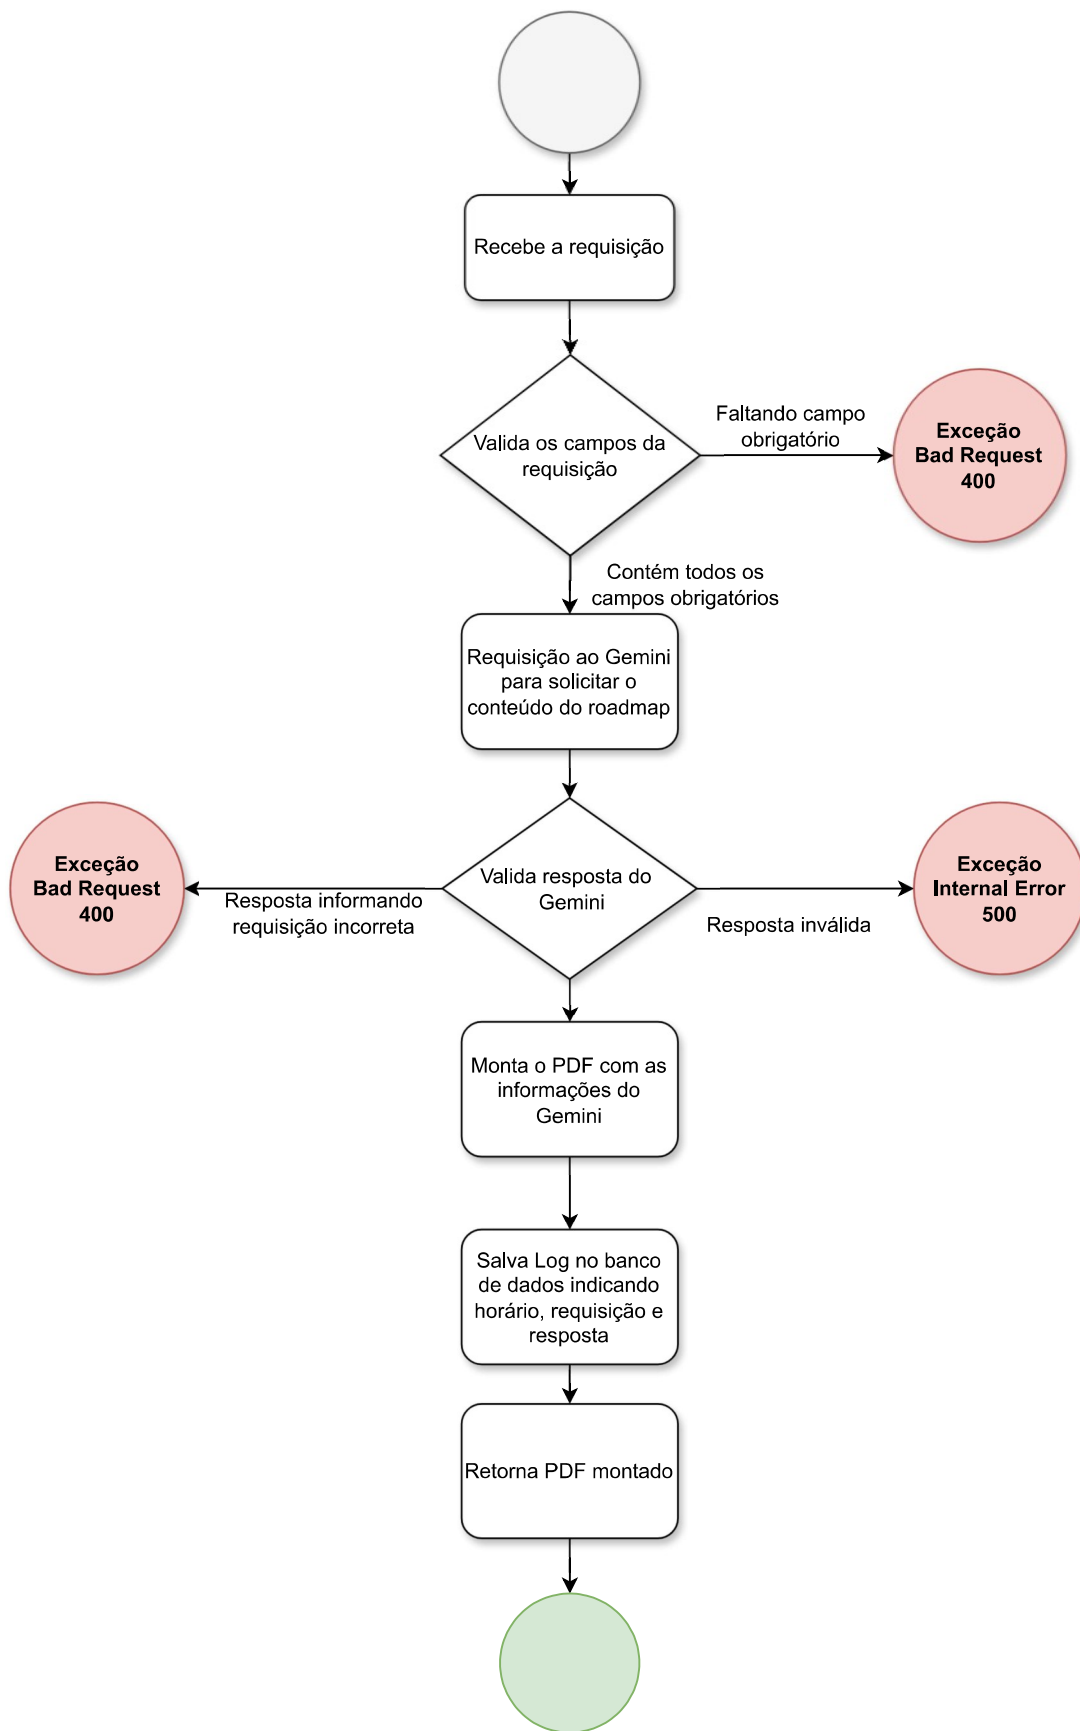 Recebe a requisição
Valida os campos da
requisição
Faltando campo
obrigatório
Exceção
Bad Request
400
Contém todos os
campos obrigatórios
Requisição ao Gemini
para solicitar o
conteúdo do roadmap
Valida resposta do
Gemini
Resposta informando
requisição incorreta
Exceção
Bad Request
400
Resposta inválida
Exceção
Internal Error
500
Monta o PDF com as
informações do
Gemini
Salva Log no banco
de dados indicando
horário, requisição e
resposta
Retorna PDF montado